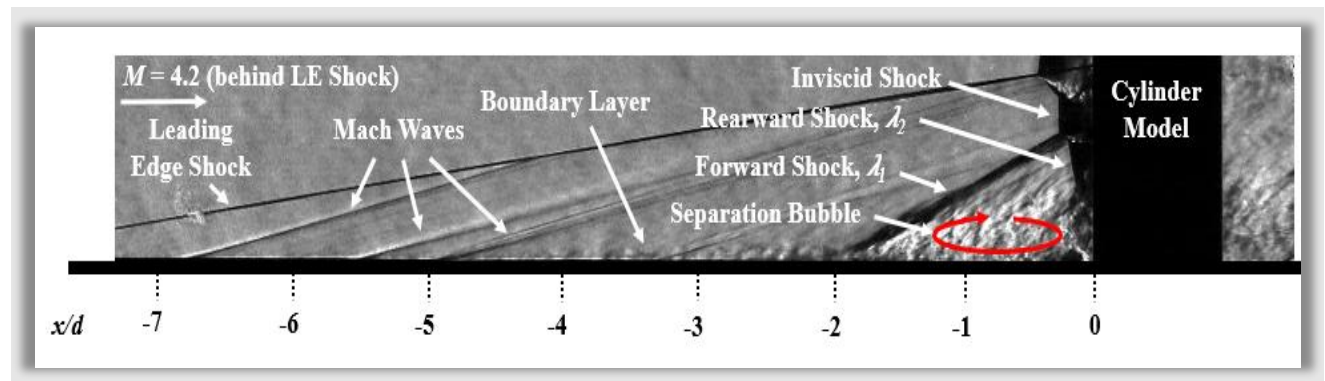 M = 4.2 (behind LE Shock)
Leading
Edge Shock
Mach Waves
Boundary Layer
Inviscid Shock
Rearward Shock, λ2
Forward Shock, λ1
Separation Bubble
Cylinder
Model
x/d -7 -6 -5 -4 -3 -2 -1 0